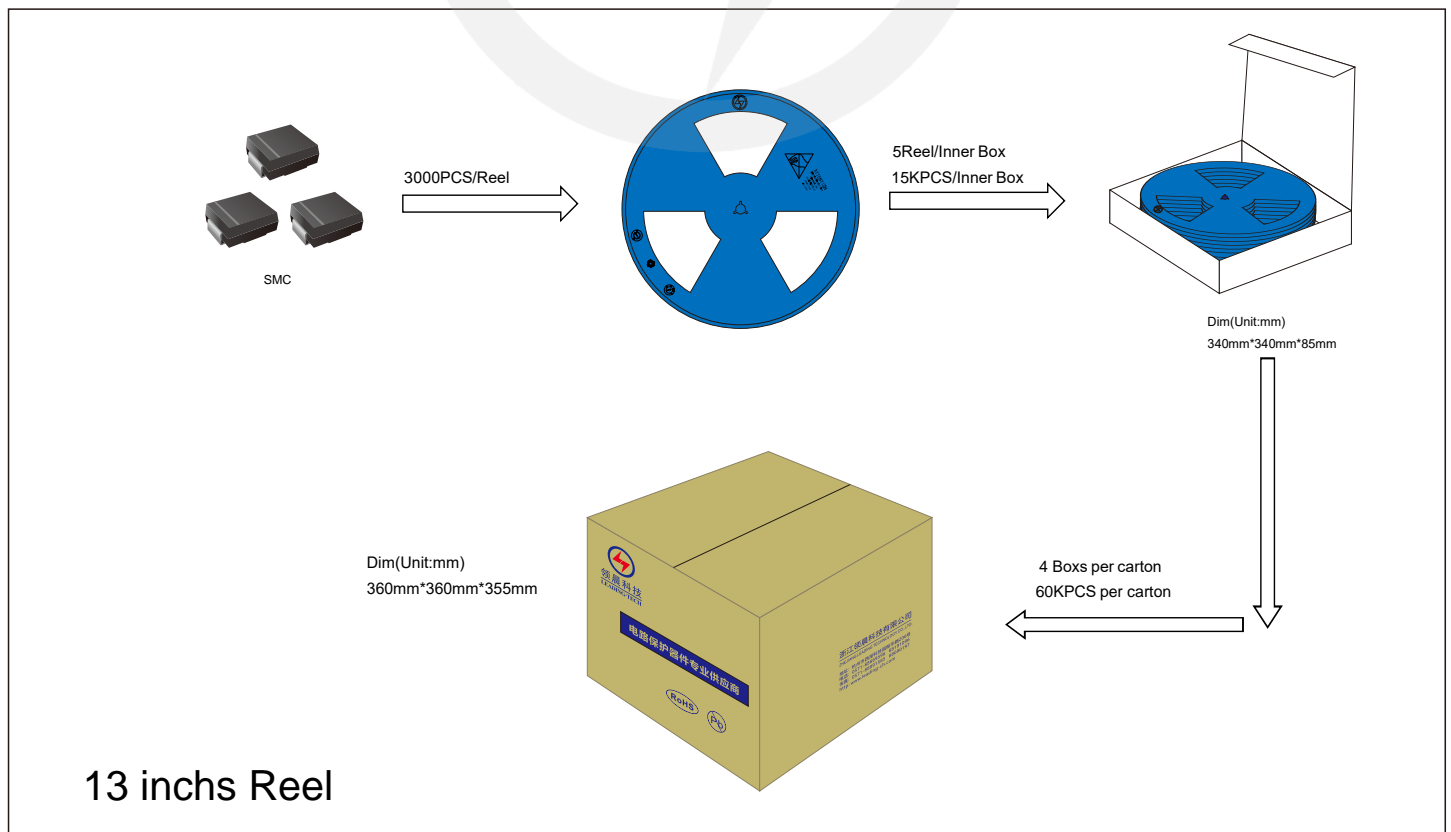 3000PCS/Reel
SMC
5Reel/Inner Box
15KPCS/Inner Box
Dim(Unit:mm)
340mm*340mm*85mm
4 Boxs per carton
60KPCS per carton
Dim(Unit:mm)
360mm*360mm*355mm
领晨科技
LEADING-TECH
电路保护器件专业供应商
RoHS
Pb
浙江领晨科技有限公司
13 inchs Reel